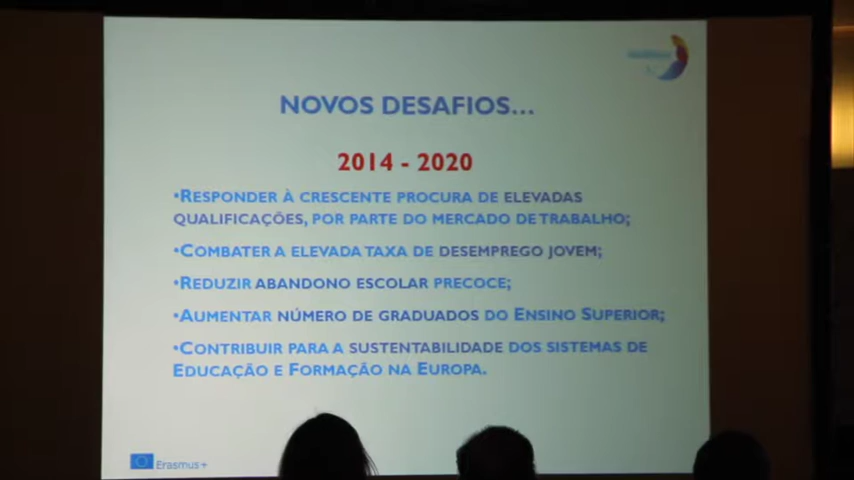 NOVOS DESAFIOS...
2014 - 2020
•RESPONDER À CRESCENTE PROCURA DE ELEVADAS
QUALIFICAÇÕES, POR PARTE DO MERCADO DE TRABALHO;
•COMBATER A ELEVADA TAXA DE DESEMPREGO JOVEM;
•REDUZIR ABANDONO ESCOLAR PRECOCE;
•AUMENTAR NÚMERO DE GRADUADOS DO ENSINO SUPERIOR;
•CONTRIBUIR PARA A SUSTENTABILIDADE DOS SISTEMAS DE
EDUCAÇÃO E FORMAÇÃO NA EUROPA.
Erasmus+